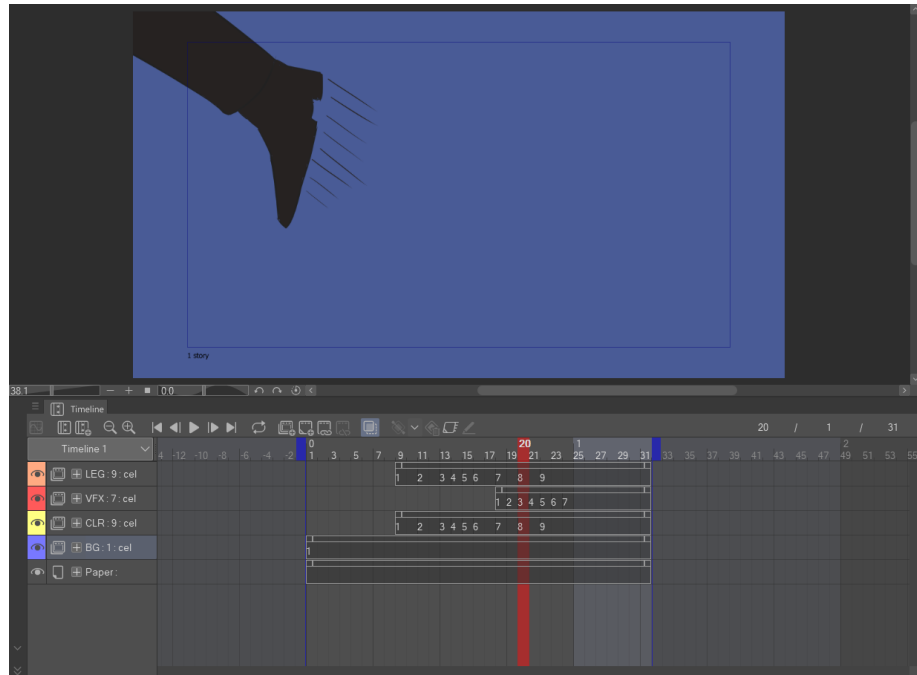 1 story
38.1 0.0
Timeline
20 / 1 / 31
Timeline 1 0 20 1 2
4 -12 -10 -8 -6 -4 -2 1 3 5 7 9 11 13 15 17 19 21 23 25 27 29 31 33 35 37 39 41 43 45 47 49 51 53 55
LEG : 9 : cel 1 2 3 4 5 6 7 8 9
VFX : 7 : cel 1 2 3 4 5 6 7
CLR : 9 : cel 1 2 3 4 5 6 7 8 9
BG : 1 : cel 1
Paper :